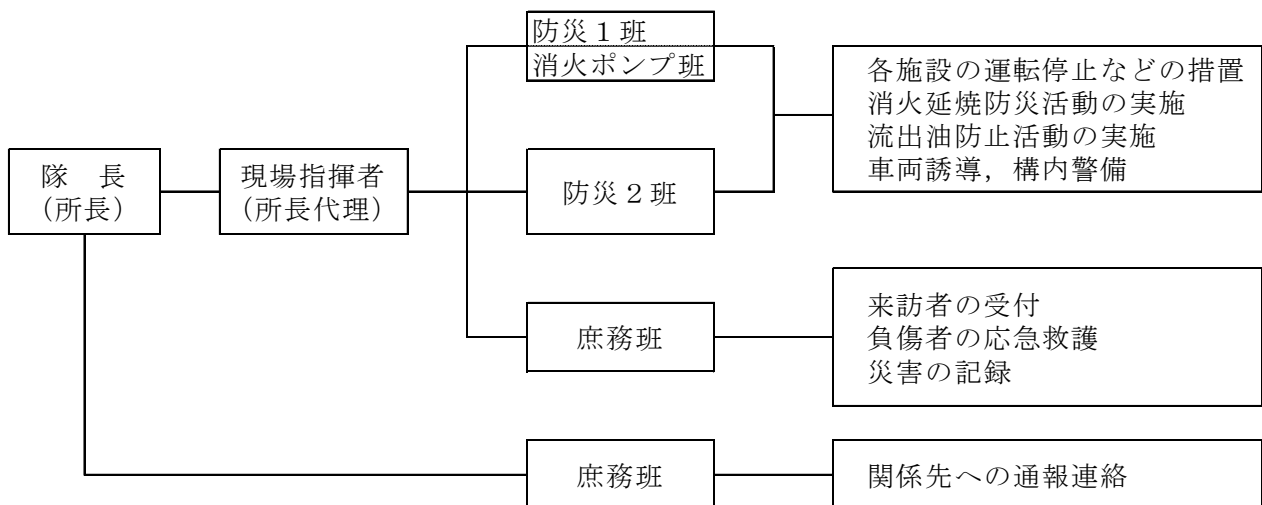 隊　長
（所長）
現場指揮者
（所長代理）
防災１班
消火ポンプ班
防災２班
各施設の運転停止などの措置
消火延焼防災活動の実施
流出油防止活動の実施
車両誘導，構内警備
庶務班
来訪者の受付
負傷者の応急救護
災害の記録
庶務班
関係先への通報連絡